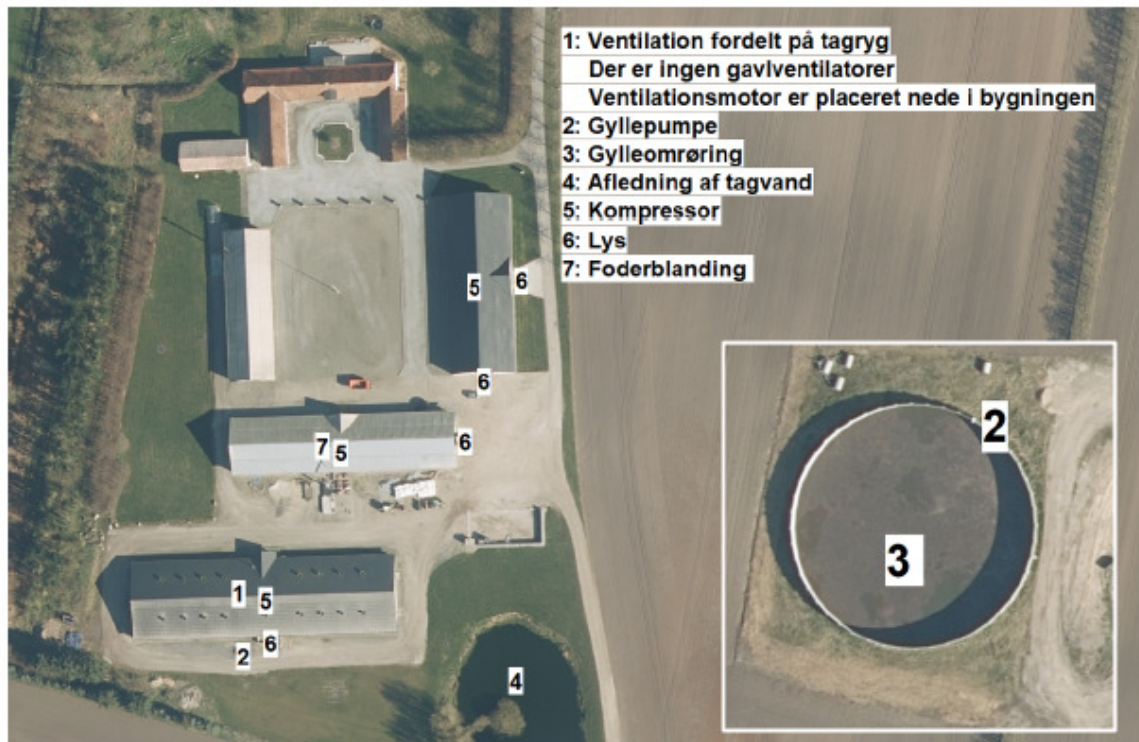 1: Ventilation fordelt på tagryg
Der er ingen gavlventilatorer
Ventilationsmotor er placeret nede i bygningen
2: Gyllepumpe
3: Gylleomrøring
4: Afledning af tagvand
5: Kompressor
6: Lys
7: Foderblanding
5
6
6
7
5
6
2
3
1
5
6
2
4